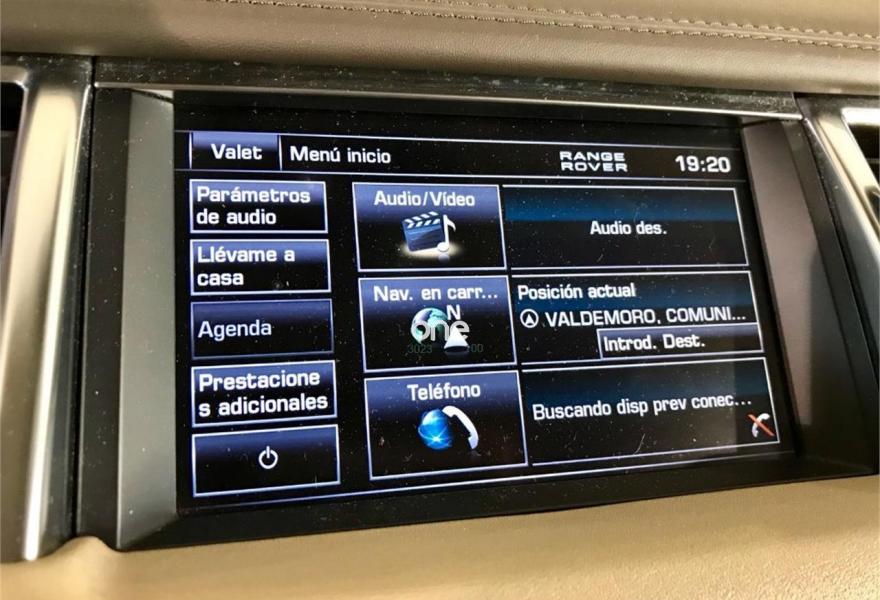 Valet
Menú inicio
RANGE
ROVER
19:20
Parámetros
de audio
Audio/Vídeo
Audio des.
Llévame a
casa
Nav. en carr...
N
Posición actual
VALDEMORO, COMUNI...
Introd. Dest.
one
Agenda
Prestacione
s adicionales
Teléfono
Buscando disp prev conec...